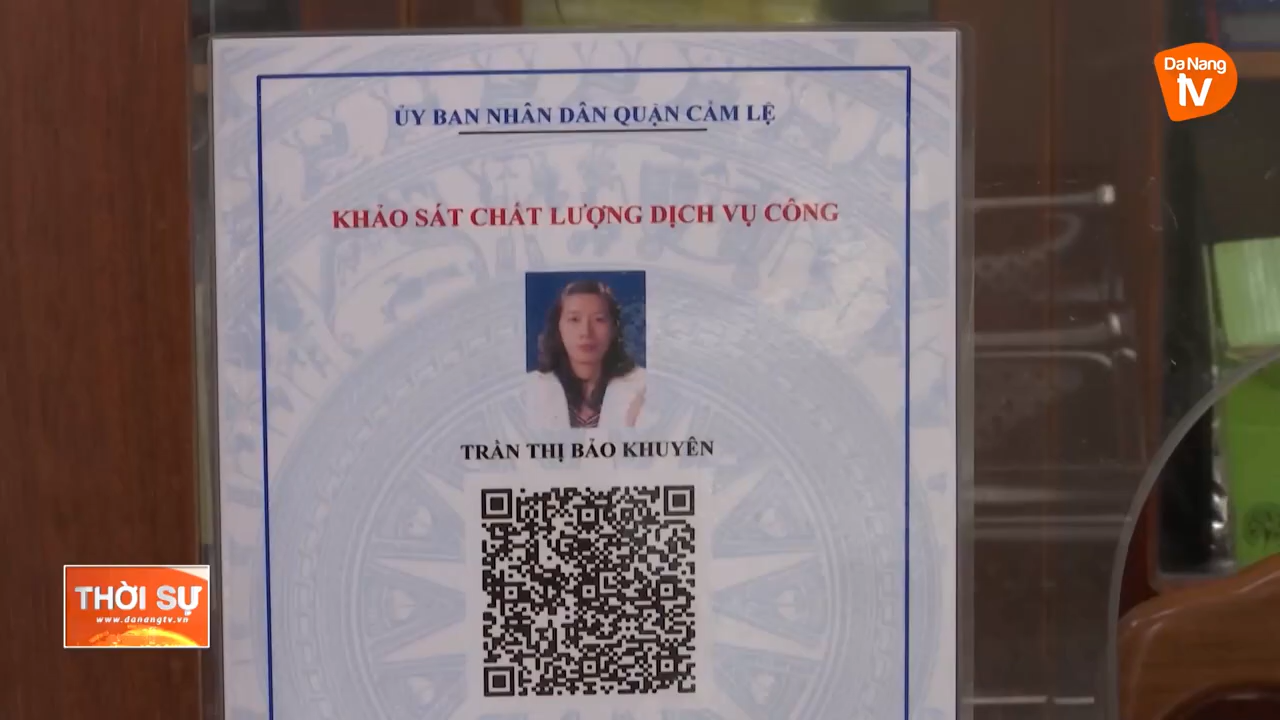 Da Nang
tv
ỦY BAN NHÂN DÂN QUẬN CẨM LỆ
KHẢO SÁT CHẤT LƯỢNG DỊCH VỤ CÔNG
TRẦN THỊ BẢO KHUYÊN
THỜI SỰ
www.danangtv.vn